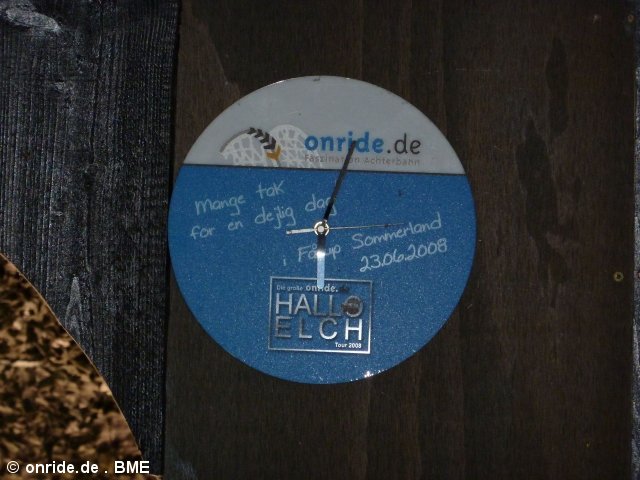 onride.de
Faszination Achterbahn
Mange tak
for en dejlig dag
i Fårup Sommerland
23.06.2008
Die große onride.de
HALLO
ELCH
Tour 2008
© onride.de . BME